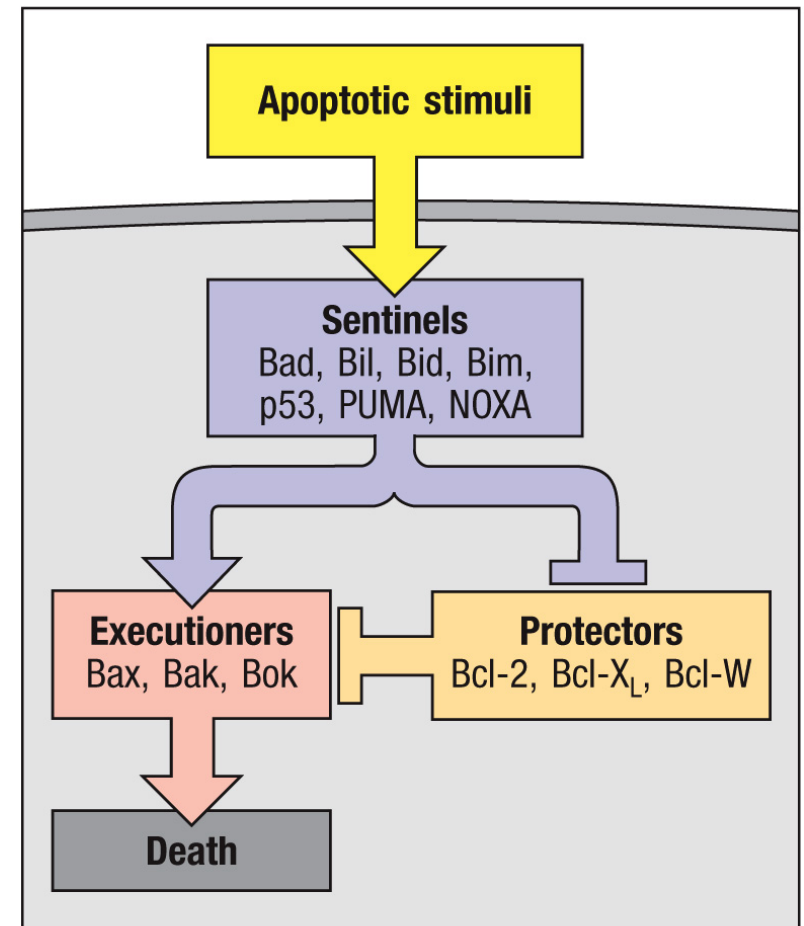 Apoptotic stimuli
Sentinels
Bad, Bil, Bid, Bim,
p53, PUMA, NOXA
Executioners
Bax, Bak, Bok
Protectors
Bcl-2, Bcl-X_L, Bcl-W
Death